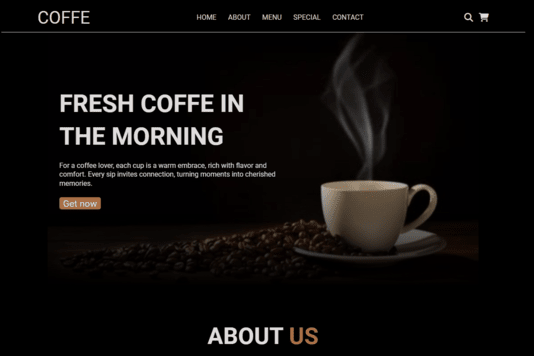 COFFE
HOME ABOUT MENU SPECIAL CONTACT
FRESH COFFE IN
THE MORNING
For a coffee lover, each cup is a warm embrace, rich with flavor and
comfort. Every sip invites connection, turning moments into cherished
memories.
Get now
ABOUT US